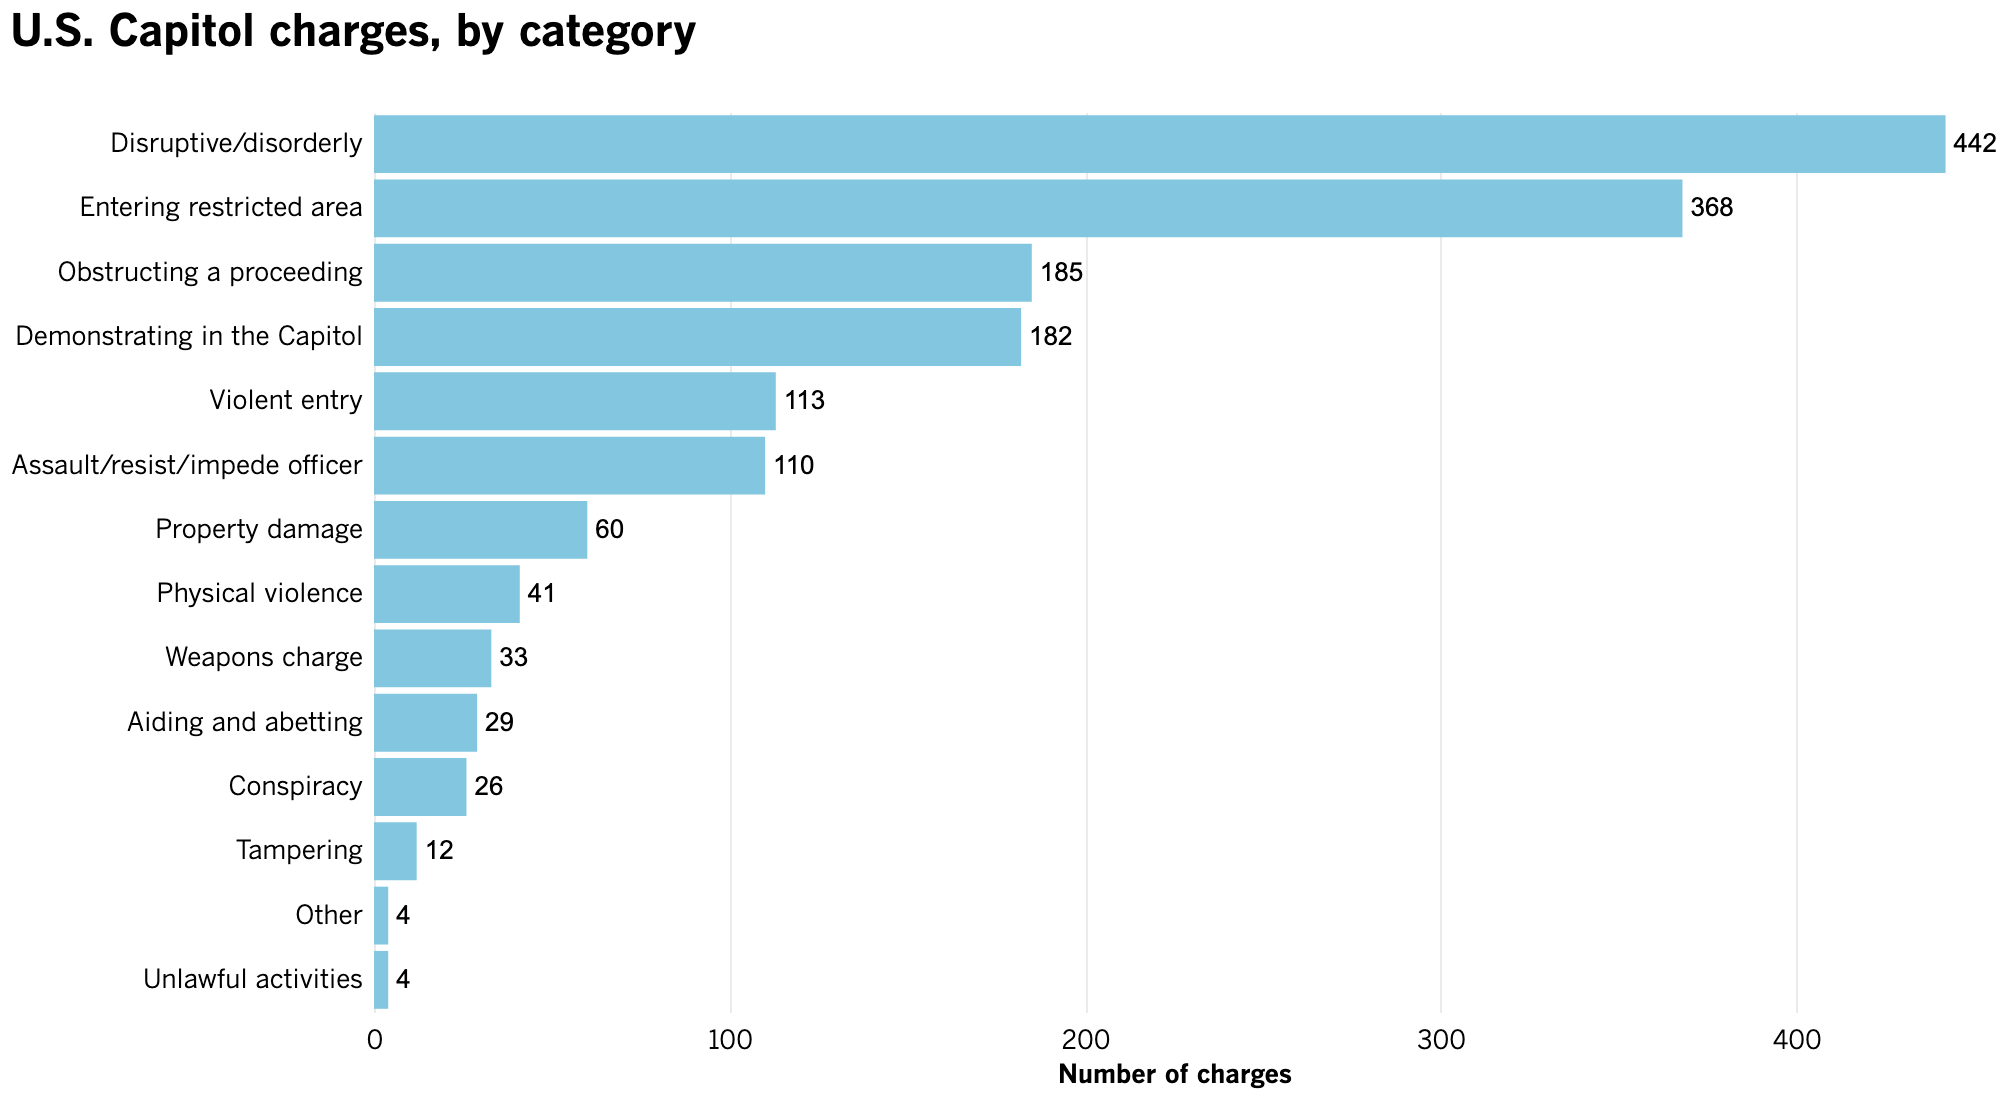 U.S. Capitol charges, by category
Disruptive/disorderly 442
Entering restricted area 368
Obstructing a proceeding 185
Demonstrating in the Capitol 182
Violent entry 113
Assault/resist/impede officer 110
Property damage 60
Physical violence 41
Weapons charge 33
Aiding and abetting 29
Conspiracy 26
Tampering 12
Other 4
Unlawful activities 4
0 100 200 300 400
Number of charges